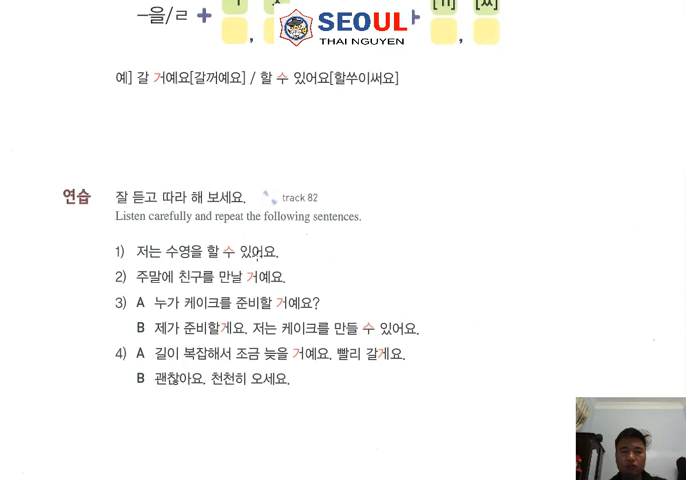 -을/ㄹ + [ㄲ] [ㅆ]
SEOUL
THAI NGUYEN
예] 갈 거예요[갈꺼예요] / 할 수 있어요[할쑤이써요]
연습 잘 듣고 따라 해 보세요. track 82
Listen carefully and repeat the following sentences.
1) 저는 수영을 할 수 있어요.
2) 주말에 친구를 만날 거예요.
3) A 누가 케이크를 준비할 거예요?
B 제가 준비할게요. 저는 케이크를 만들 수 있어요.
4) A 길이 복잡해서 조금 늦을 거예요. 빨리 갈게요.
B 괜찮아요. 천천히 오세요.